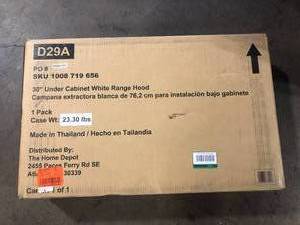 D29A
PO #
SKU 1008 719 656
30" Under Cabinet White Range Hood
Campana extractora blanca de 76,2 cm para instalación bajo gabinete
1 Pack
Case Wt: 23.30 lbs
Made in Thailand / Hecho en Tailandia
Distributed By:
The Home Depot
2455 Paces Ferry Rd SE
30339
of 1